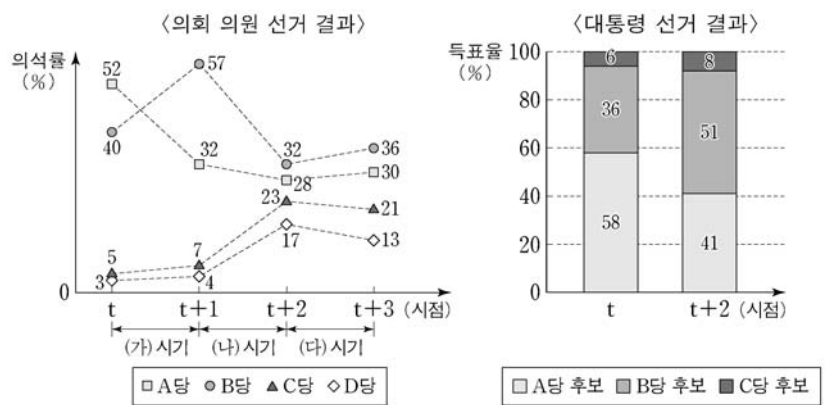 〈의회 의원 선거 결과〉
의석률
(%)
52
57
40
32
32
36
28
30
23
21
17
13
5
7
3
4
0
t
t+1
t+2
t+3 (시점)
(가) 시기
(나) 시기
(다) 시기
A당 B당 C당 D당
〈대통령 선거 결과〉
득표율
(%)
100
80
60
40
20
0
6
36
58
8
51
41
t
t+2 (시점)
A당 후보 B당 후보 C당 후보